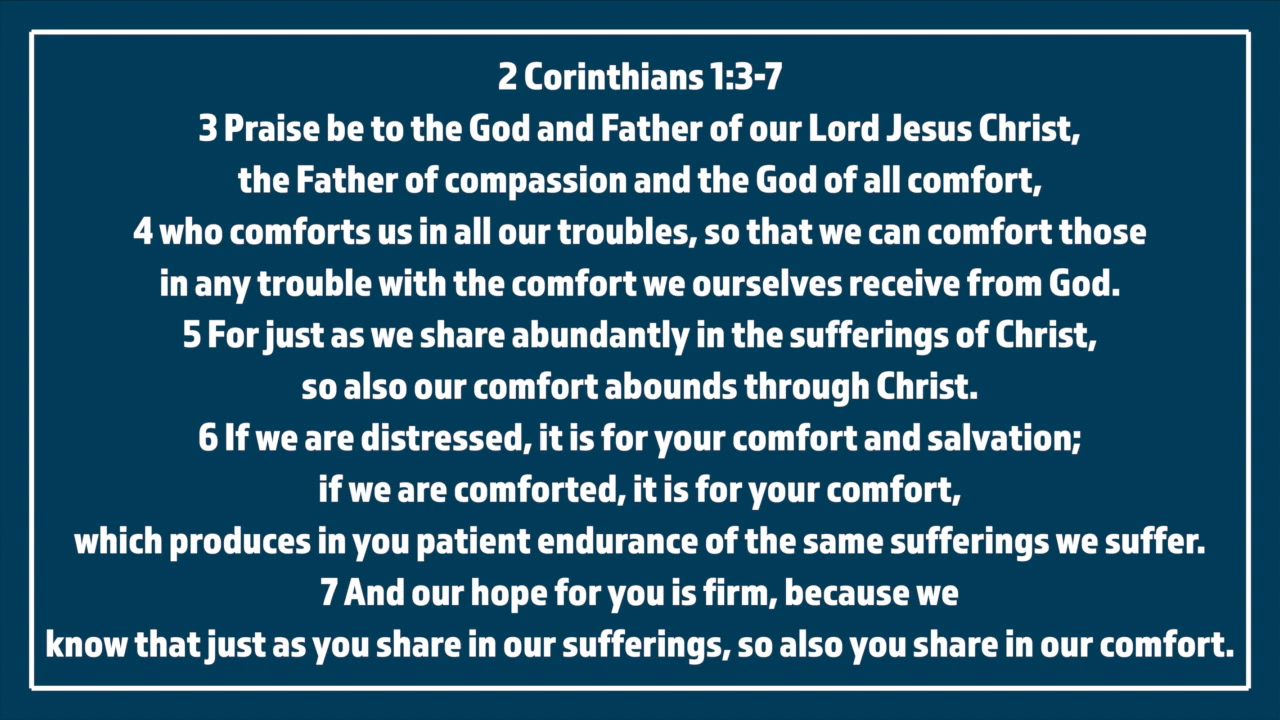 2 Corinthians 1:3-7
3 Praise be to the God and Father of our Lord Jesus Christ,
the Father of compassion and the God of all comfort,
4 who comforts us in all our troubles, so that we can comfort those
in any trouble with the comfort we ourselves receive from God.
5 For just as we share abundantly in the sufferings of Christ,
so also our comfort abounds through Christ.
6 If we are distressed, it is for your comfort and salvation;
if we are comforted, it is for your comfort,
which produces in you patient endurance of the same sufferings we suffer.
7 And our hope for you is firm, because we
know that just as you share in our sufferings, so also you share in our comfort.